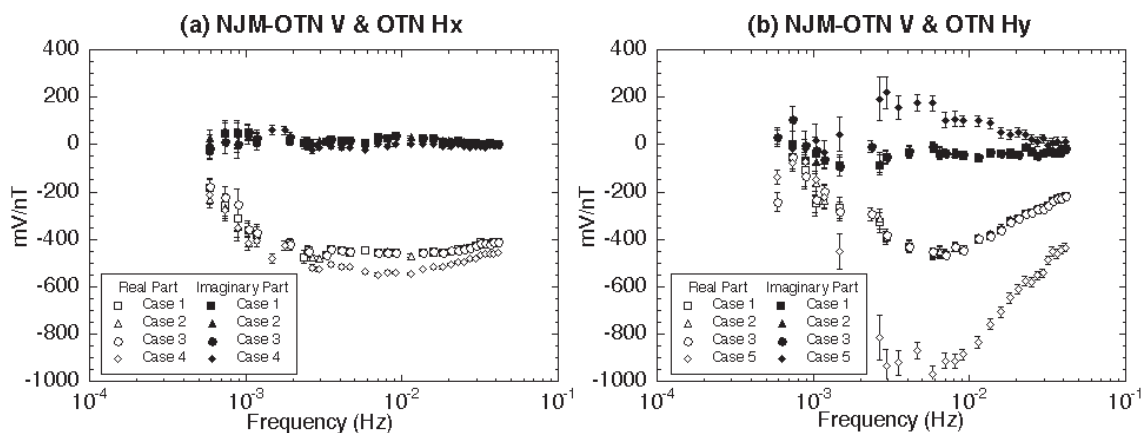 (a) NJM-OTN V & OTN Hx
400
200
0
-200
-400
-600
-800
-1000
mV/nT
Real Part Imaginary Part
Case 1 Case 1
Case 2 Case 2
Case 3 Case 3
Case 4 Case 4
10-4 10-3 10-2 10-1
Frequency (Hz)
(b) NJM-OTN V & OTN Hy
400
200
0
-200
-400
-600
-800
-1000
mV/nT
Real Part Imaginary Part
Case 1 Case 1
Case 2 Case 2
Case 3 Case 3
Case 5 Case 5
10-4 10-3 10-2 10-1
Frequency (Hz)